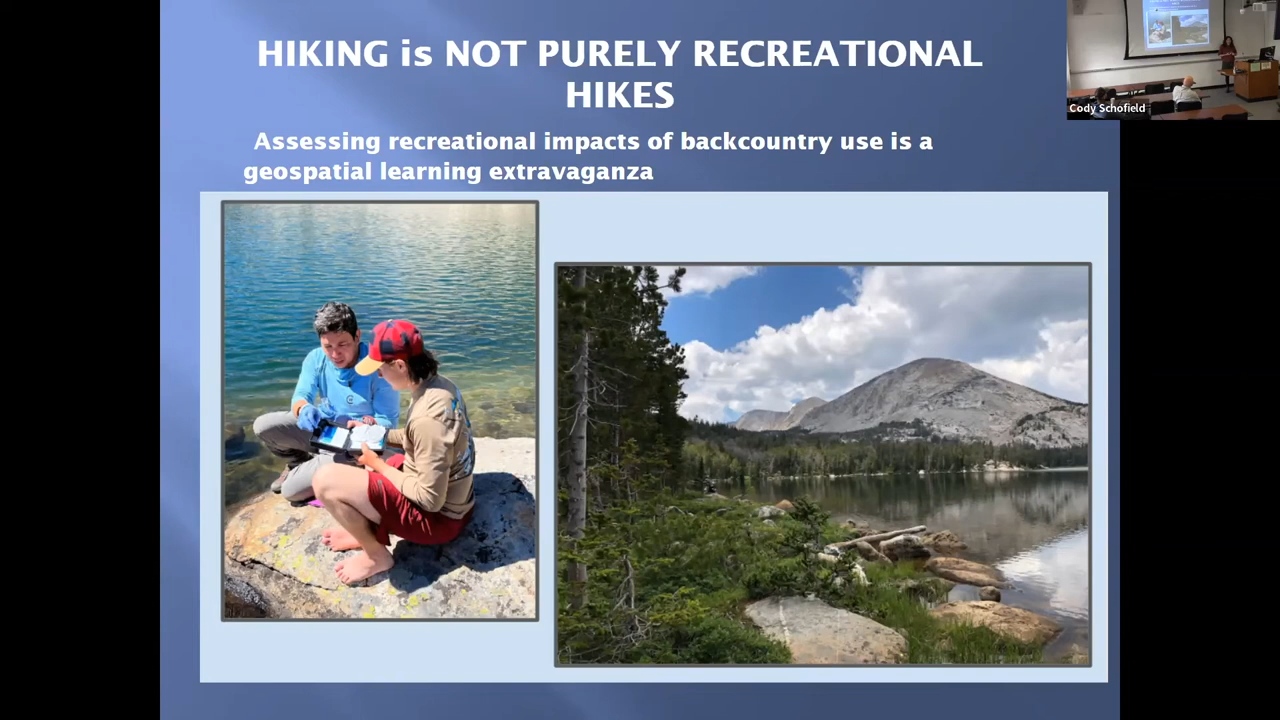 HIKING is NOT PURELY RECREATIONAL
HIKES
Assessing recreational impacts of backcountry use is a
geospatial learning extravaganza
Cody Schofield